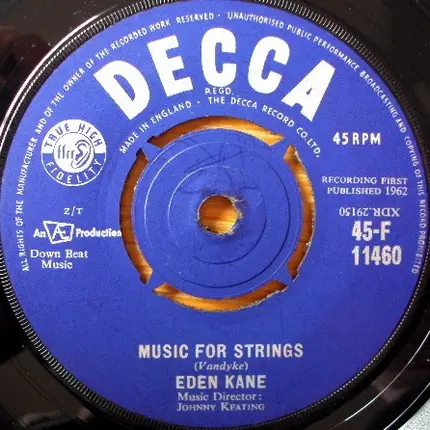 ALL RIGHTS OF THE MANUFACTURER AND OF THE OWNER OF THE RECORDED WORK RESERVED · UNAUTHORISED PUBLIC PERFORMANCE BROADCASTING AND COPYING OF THIS RECORD PROHIBITED
DECCA
REGD.
MADE IN ENGLAND · THE DECCA RECORD CO. LTD.
TRUE HIGH
ffrr
FIDELITY
45 RPM
RECORDING FIRST
PUBLISHED 1962
XDR.29150
Z/T
An Production
Down Beat
Music
45-F
11460
MUSIC FOR STRINGS
(Vandyke)
EDEN KANE
Music Director:
JOHNNY KEATING